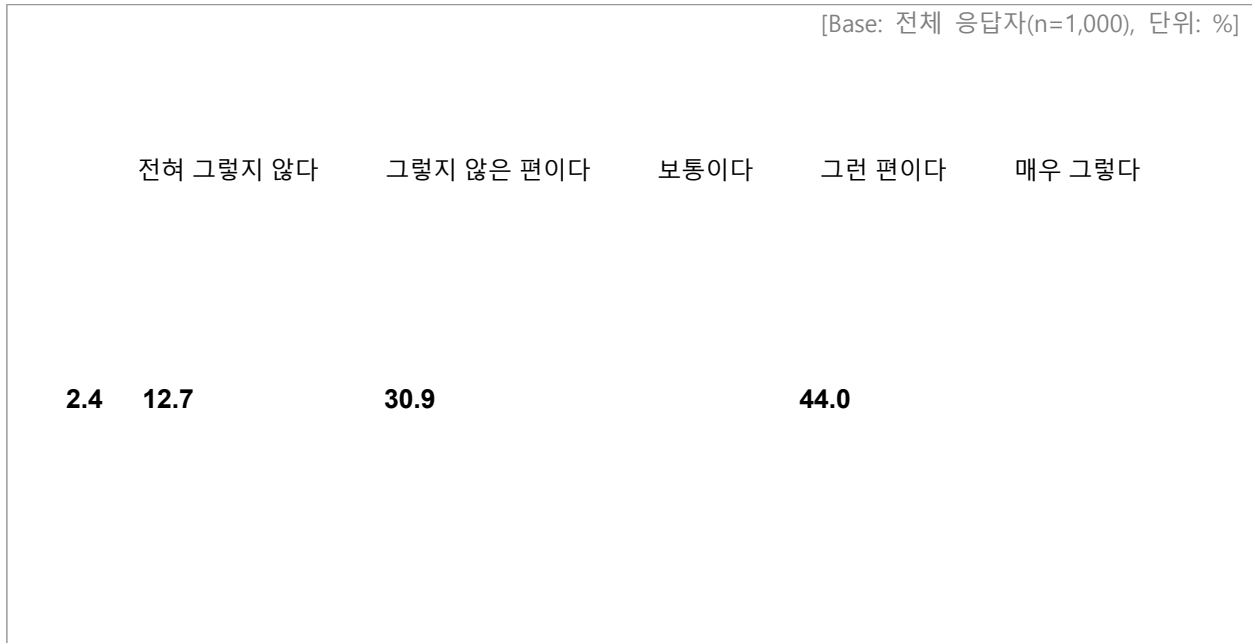 [Base: 전체 응답자(n=1,000), 단위: %]
전혀 그렇지 않다 그렇지 않은 편이다 보통이다 그런 편이다 매우 그렇다
2.4 12.7 30.9 44.0